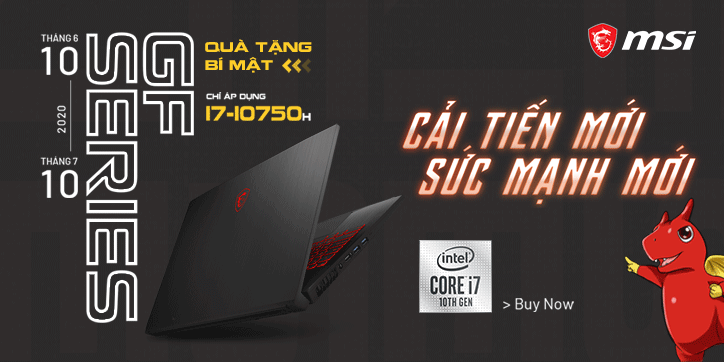 THÁNG 6
10
2020
THÁNG 7
10
GF
SERIES
QUÀ TẶNG
BÍ MẬT
CHỈ ÁP DỤNG
I7-10750H
msi
CẢI TIẾN MỚI
SỨC MẠNH MỚI
intel
CORE i7
10TH GEN
> Buy Now